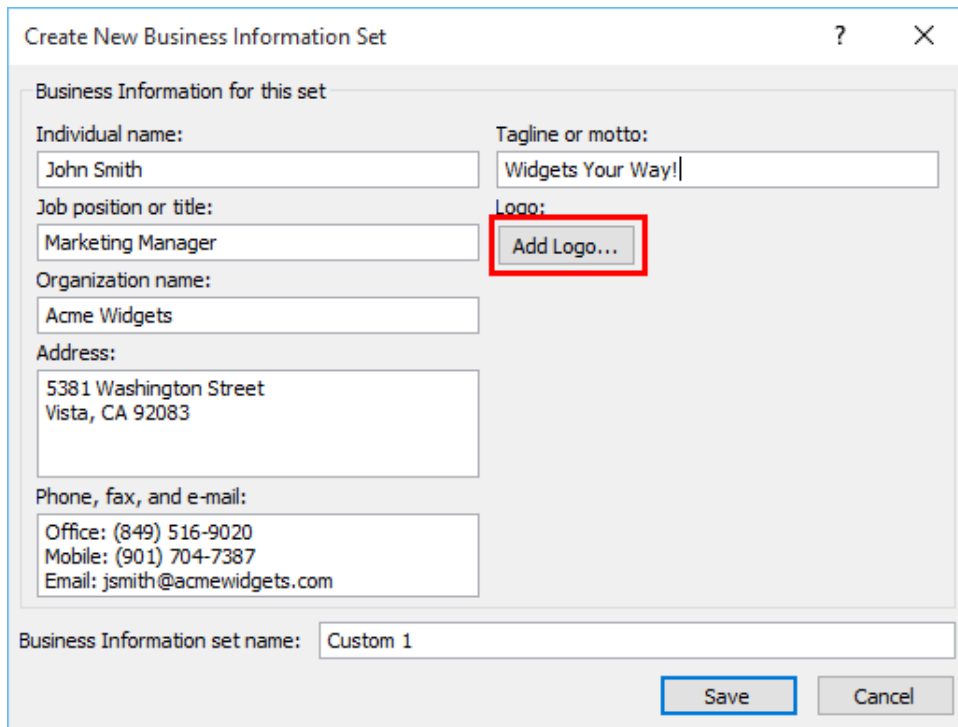 Create New Business Information Set
?
Business Information for this set
Individual name:
John Smith
Job position or title:
Marketing Manager
Organization name:
Acme Widgets
Address:
5381 Washington Street
Vista, CA 92083
Phone, fax, and e-mail:
Office: (849) 516-9020
Mobile: (901) 704-7387
Email: jsmith@acmewidgets.com
Tagline or motto:
Widgets Your Way!
Logo:
Add Logo...
Business Information set name:
Custom 1
Save
Cancel